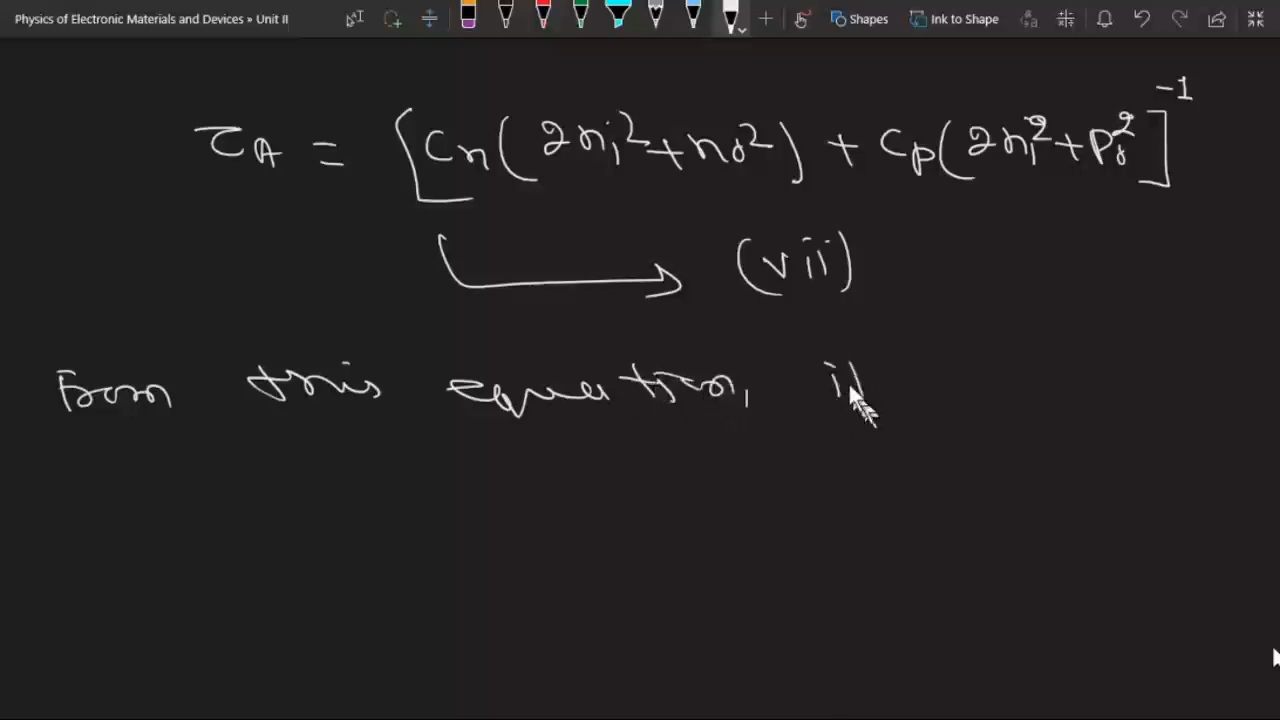 Physics of Electronic Materials and Devices » Unit II
Shapes
Ink to Shape
τA = [Cn(2ni²+n0²) + Cp(2ni²+P0²]⁻¹
(vii)
From this equation, it